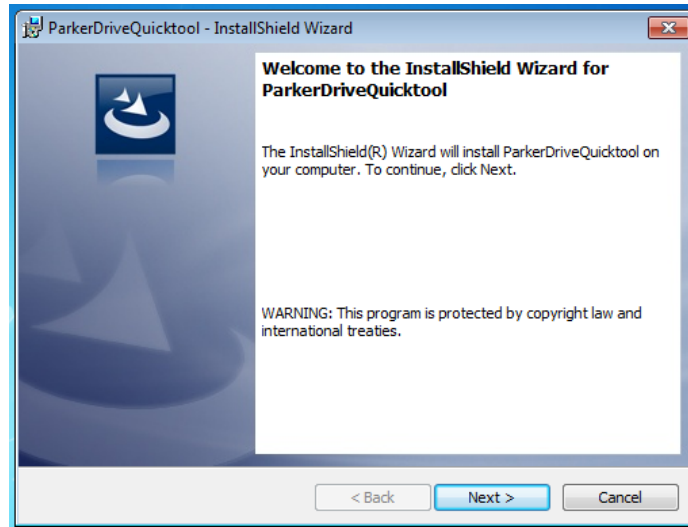 ParkerDriveQuicktool - InstallShield Wizard
Welcome to the InstallShield Wizard for
ParkerDriveQuicktool
The InstallShield(R) Wizard will install ParkerDriveQuicktool on
your computer. To continue, click Next.
WARNING: This program is protected by copyright law and
international treaties.
< Back
Next >
Cancel